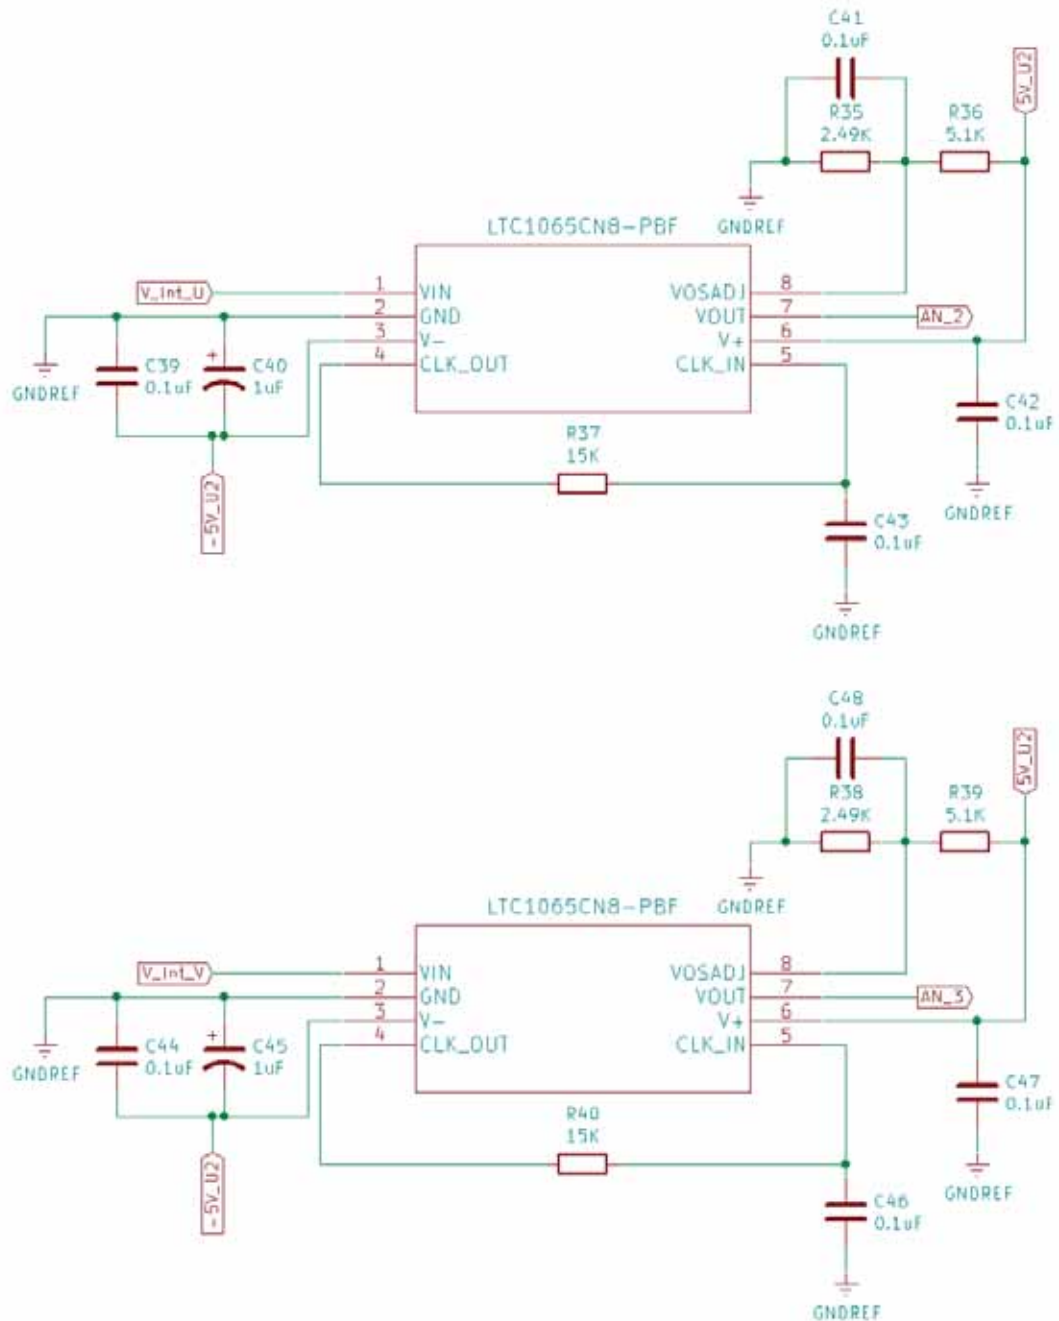 C41
0.1uF
5V_U2
R35
2.49K
R36
5.1K
GNDREF
LTC1065CN8-PBF
V_Int_U
1
VIN
VOSADJ
8
2
GND
VOUT
7
AN_2
3
V-
V+
6
4
CLK_OUT
CLK_IN
5
GNDREF
C39
0.1uF
+
C40
1uF
C42
0.1uF
R37
15K
-5V_U2
GNDREF
C43
0.1uF
GNDREF
C48
0.1uF
5V_U2
R38
2.49K
R39
5.1K
GNDREF
LTC1065CN8-PBF
V_Int_V
1
VIN
VOSADJ
8
2
GND
VOUT
7
AN_3
3
V-
V+
6
4
CLK_OUT
CLK_IN
5
GNDREF
C44
0.1uF
+
C45
1uF
C47
0.1uF
R40
15K
-5V_U2
GNDREF
C46
0.1uF
GNDREF